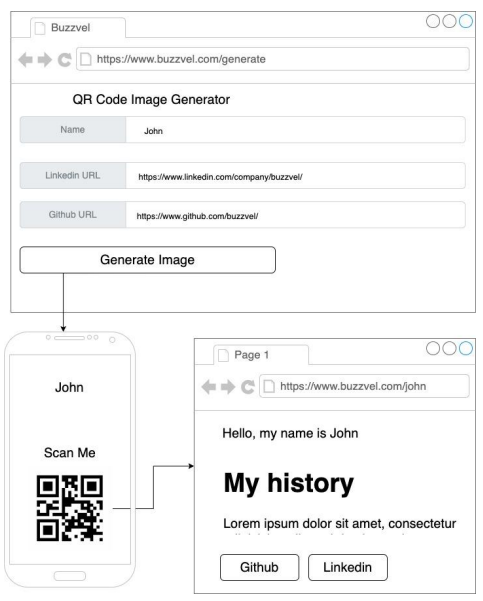 Buzzvel
https://www.buzzvel.com/generate
QR Code Image Generator
Name John
Linkedin URL https://www.linkedin.com/company/buzzvel/
Github URL https://www.github.com/buzzvel/
Generate Image
John
Scan Me
Page 1
https://www.buzzvel.com/john
Hello, my name is John
My history
Lorem ipsum dolor sit amet, consectetur
Github Linkedin